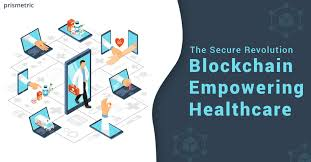 prismetric
The Secure Revolution
Blockchain
Empowering
Healthcare